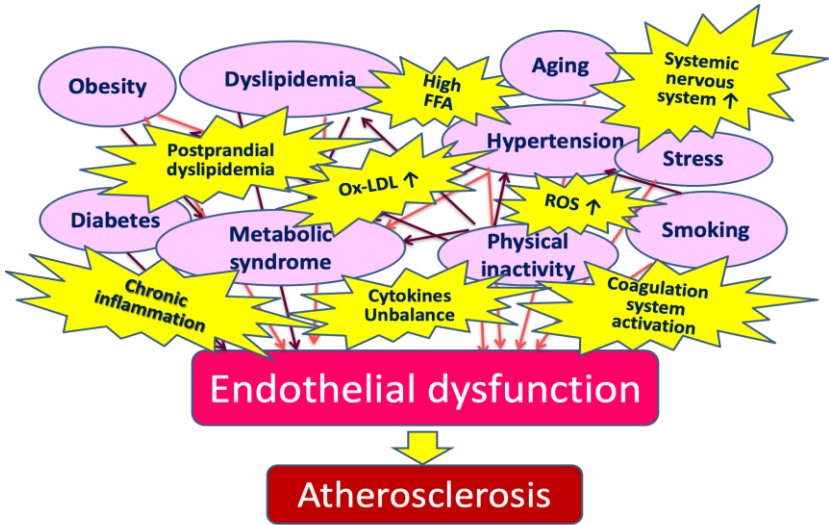 Obesity
Dyslipidemia
High
FFA
Aging
Systemic
nervous
system ↑
Postprandial
dyslipidemia
Ox-LDL ↑
Hypertension
Stress
Diabetes
Metabolic
syndrome
Physical
inactivity
ROS ↑
Smoking
Chronic
inflammation
Cytokines
Unbalance
Coagulation
system
activation
Endothelial dysfunction
Atherosclerosis